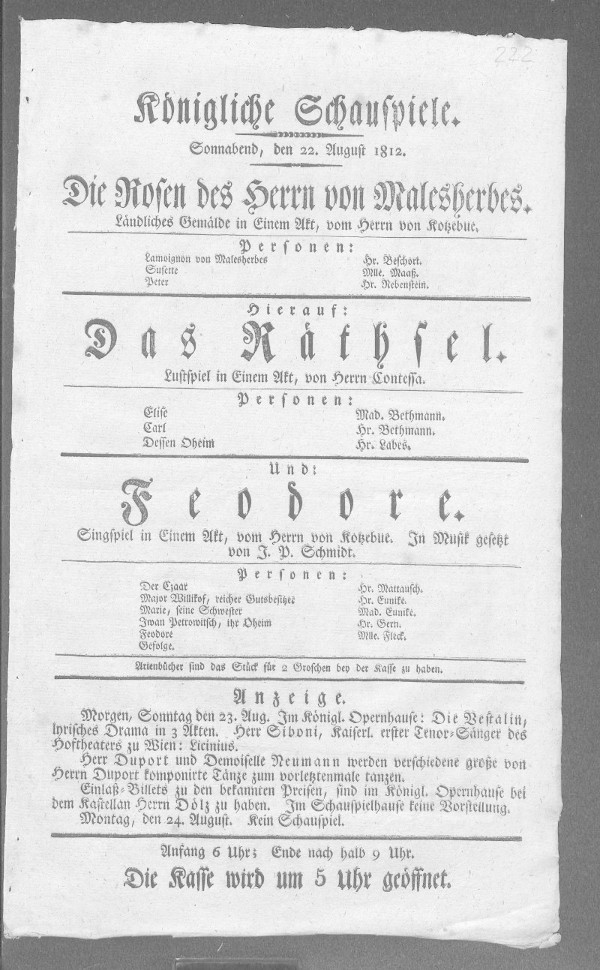 222
Königliche Schauspiele.
Sonnabend, den 22. August 1812.
Die Rosen des Herrn von Malesherbes.
Ländliches Gemälde in Einem Akt, vom Herrn von Kotzebue.
Personen:
Lamoignon von Malesherbes Hr. Beschort.
Susette Mlle. Maaß.
Peter Hr. Rebenstein.
Hierauf:
Das Räthsel.
Lustspiel in Einem Akt, von Herrn Contessa.
Personen:
Elise Mad. Bethmann.
Carl Hr. Bethmann.
Dessen Oheim Hr. Labes.
Und:
Feodore.
Singspiel in Einem Akt, vom Herrn von Kotzebue. In Musik gesetzt
von J. P. Schmidt.
Personen:
Der Czaar Hr. Mattausch.
Major Willikof, reicher Gutsbesitzer Hr. Eunike.
Marie, seine Schwester Mad. Eunike.
Iwan Petrowitsch, ihr Oheim Hr. Gern.
Feodore Mlle. Fleck.
Gefolge.
Arienbücher sind das Stück für 2 Groschen bey der Kasse zu haben.
Anzeige.
Morgen, Sonntag den 23. Aug. Im Königl. Opernhause: Die Vestalin,
lyrisches Drama in 3 Akten. Herr Siboni, Kaiserl. erster Tenor-Sänger des
Hoftheaters zu Wien: Licinius.
Herr Duport und Demoiselle Neumann werden verschiedene große von
Herrn Duport komponirte Tänze zum vorletztenmale tanzen.
Einlaß-Billets zu den bekannten Preisen, sind im Königl. Opernhause bei
dem Kastellan Herrn Dölz zu haben. Im Schauspielhause keine Vorstellung.
Montag, den 24. August. Kein Schauspiel.
Anfang 6 Uhr; Ende nach halb 9 Uhr.
Die Kasse wird um 5 Uhr geöffnet.